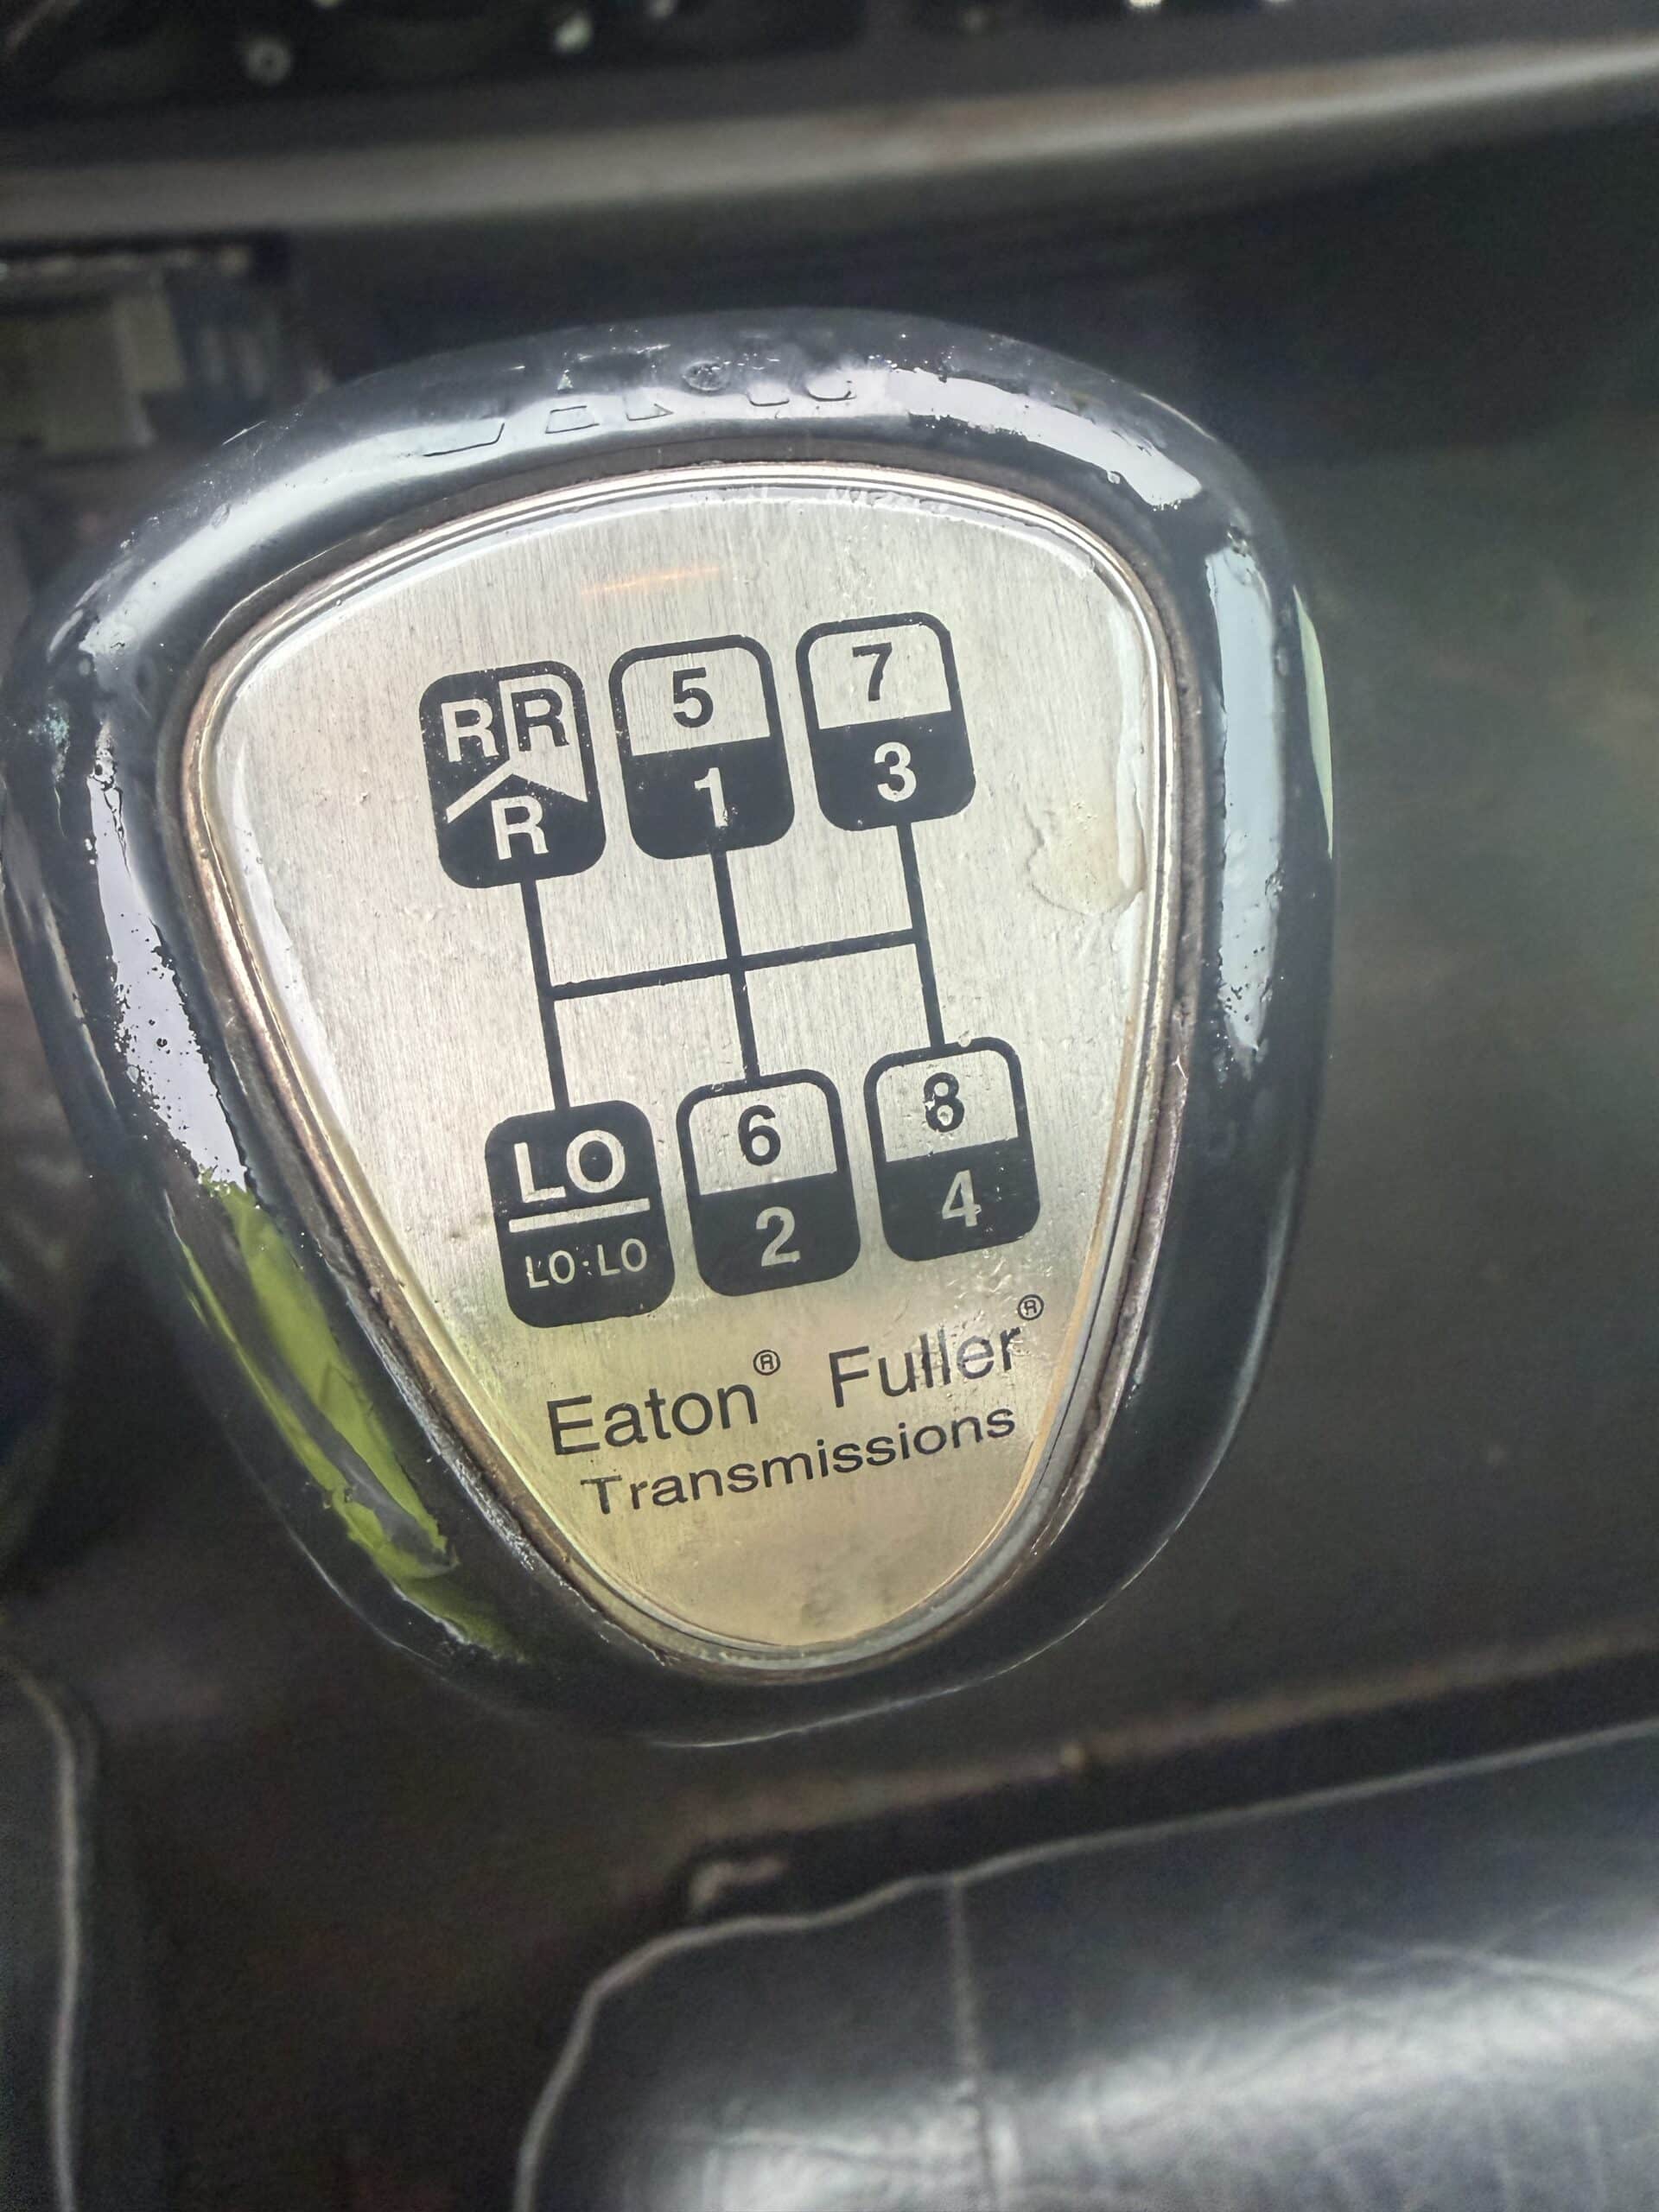 RR 5 7
R 1 3
LO 6 8
LO:LO 2 4
Eaton® Fuller®
Transmissions